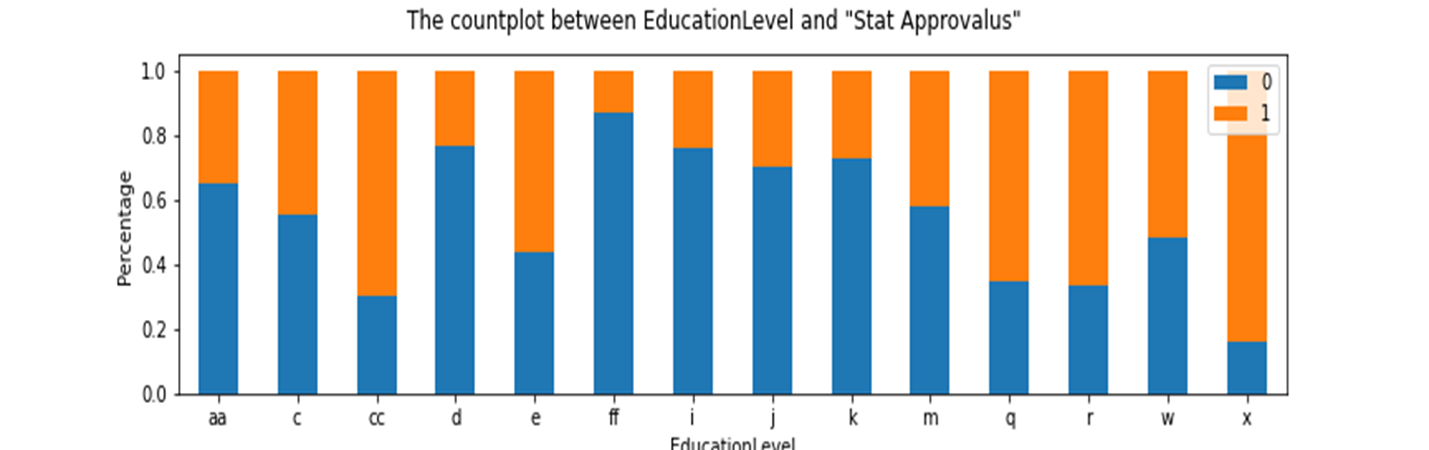 The countplot between EducationLevel and "Stat Approvalus"
0
1
1.0
0.8
0.6
0.4
0.2
0.0
Percentage
aa c cc d e ff i j k m q r w x
EducationLevel